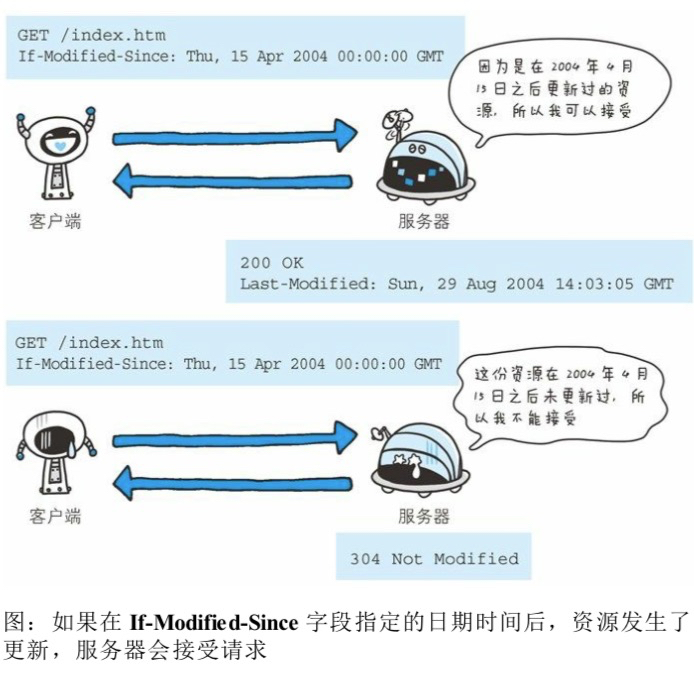 GET /index.htm
If-Modified-Since: Thu, 15 Apr 2004 00:00:00 GMT
因为是在 2004 年 4 月
15 日之后更新过的资
源，所以我可以接受
客户端
服务器
200 OK
Last-Modified: Sun, 29 Aug 2004 14:03:05 GMT
GET /index.htm
If-Modified-Since: Thu, 15 Apr 2004 00:00:00 GMT
这份资源在 2004 年 4 月
15 日之后未更新过，所
以我不能接受
客户端
服务器
304 Not Modified
图：如果在 If-Modified-Since 字段指定的日期时间后，资源发生了
更新，服务器会接受请求